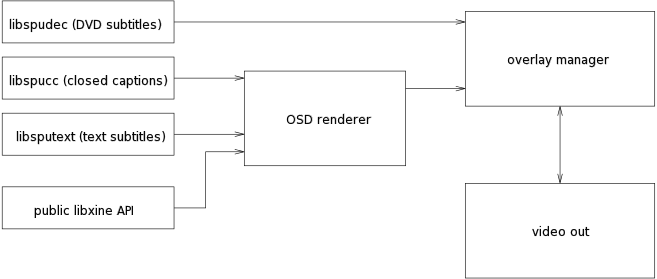 libspudec (DVD subtitles)
overlay manager
libspucc (closed captions)
OSD renderer
libsputext (text subtitles)
public libxine API
video out